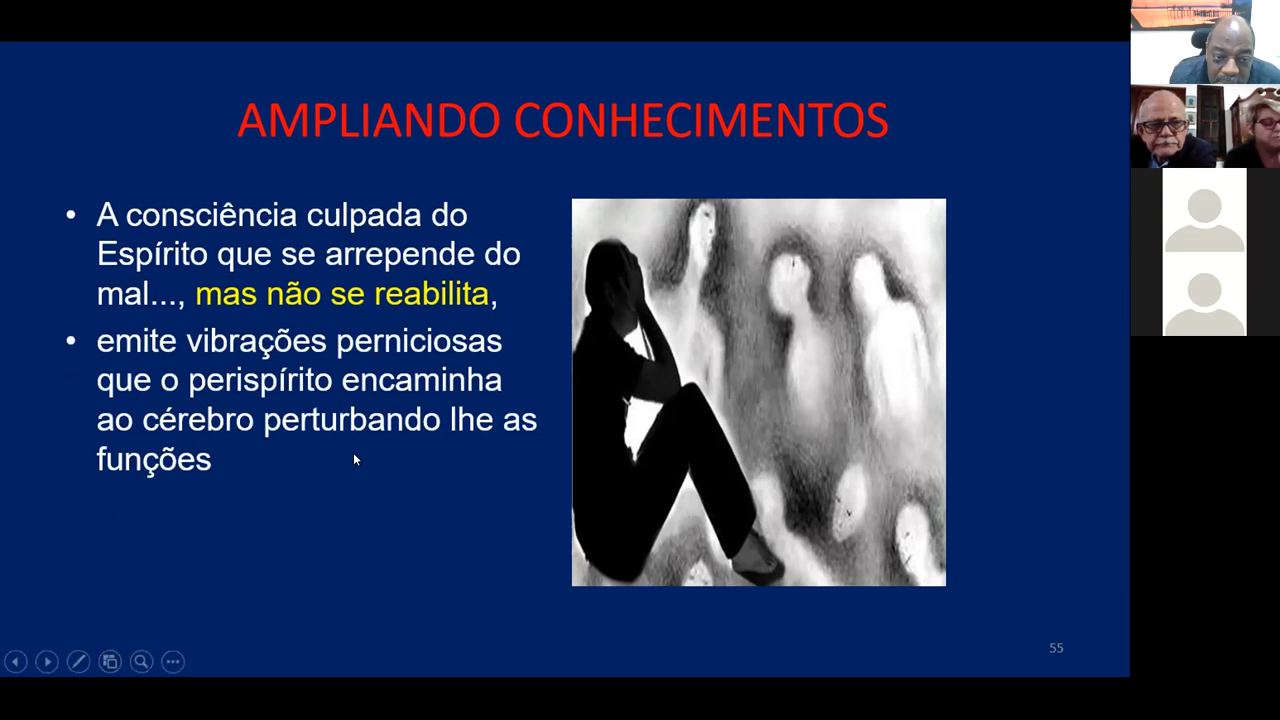 AMPLIANDO CONHECIMENTOS
• A consciência culpada do
Espírito que se arrepende do
mal..., mas não se reabilita,
• emite vibrações perniciosas
que o perispírito encaminha
ao cérebro perturbando lhe as
funções
55